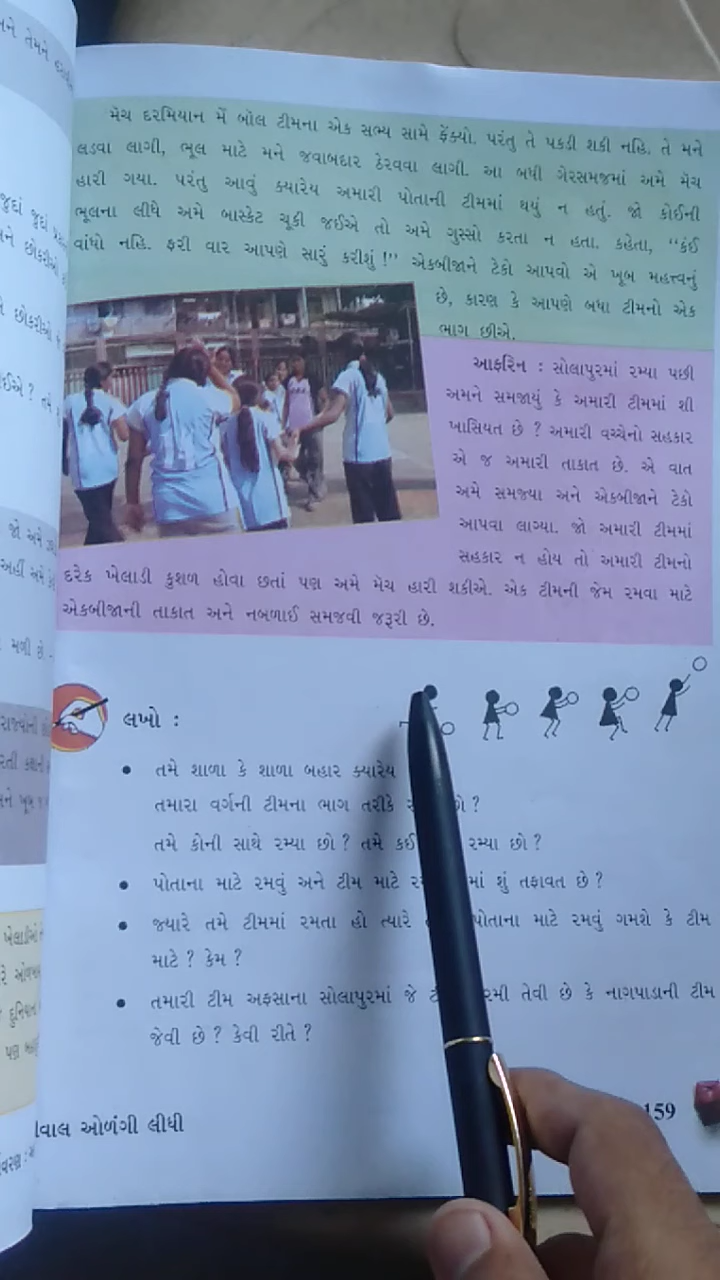 મૅચ દરમિયાન મેં બૉલ ટીમના એક સભ્ય સામે ફેંક્યો. પરંતુ તે પકડી શકી નહિ. તે મને
લડવા લાગી, ભૂલ માટે મને જવાબદાર ઠેરવવા લાગી. આ બધી ગેરસમજમાં અમે મૅચ
હારી ગયા. પરંતુ આવું ક્યારેય અમારી પોતાની ટીમમાં થયું ન હતું. જો કોઈની
ભૂલના લીધે અમે બાસ્કેટ ચૂકી જઈએ તો અમે ગુસ્સો કરતા ન હતા. કહેતા, “કંઈ
વાંધો નહિ. ફરી વાર આપણે સારું કરીશું !” એકબીજાને ટેકો આપવો એ ખૂબ મહત્ત્વનું
છે, કારણ કે આપણે બધા ટીમનો એક
ભાગ છીએ.
આફરિન : સોલાપુરમાં રમ્યા પછી
અમને સમજાયું કે અમારી ટીમમાં શી
ખાસિયત છે ? અમારી વચ્ચેનો સહકાર
એ જ અમારી તાકાત છે. એ વાત
અમે સમજ્યા અને એકબીજાને ટેકો
આપવા લાગ્યા. જો અમારી ટીમમાં
સહકાર ન હોય તો અમારી ટીમનો
દરેક ખેલાડી કુશળ હોવા છતાં પણ અમે મૅચ હારી શકીએ. એક ટીમની જેમ રમવા માટે
એકબીજાની તાકાત અને નબળાઈ સમજવી જરૂરી છે.
લખો :
• તમે શાળા કે શાળા બહાર ક્યારેય
તમારા વર્ગની ટીમના ભાગ તરીકે છો ?
તમે કોની સાથે રમ્યા છો ? તમે કઈ રમ્યા છો ?
• પોતાના માટે રમવું અને ટીમ માટે શું તફાવત છે ?
• જ્યારે તમે ટીમમાં રમતા હો ત્યારે પોતાના માટે રમવું ગમશે કે ટીમ
માટે ? કેમ ?
• તમારી ટીમ અફસાના સોલાપુરમાં જે રમી તેવી છે કે નાગપાડાની ટીમ
જેવી છે ? કેવી રીતે ?
ઓળંગી લીધી
159